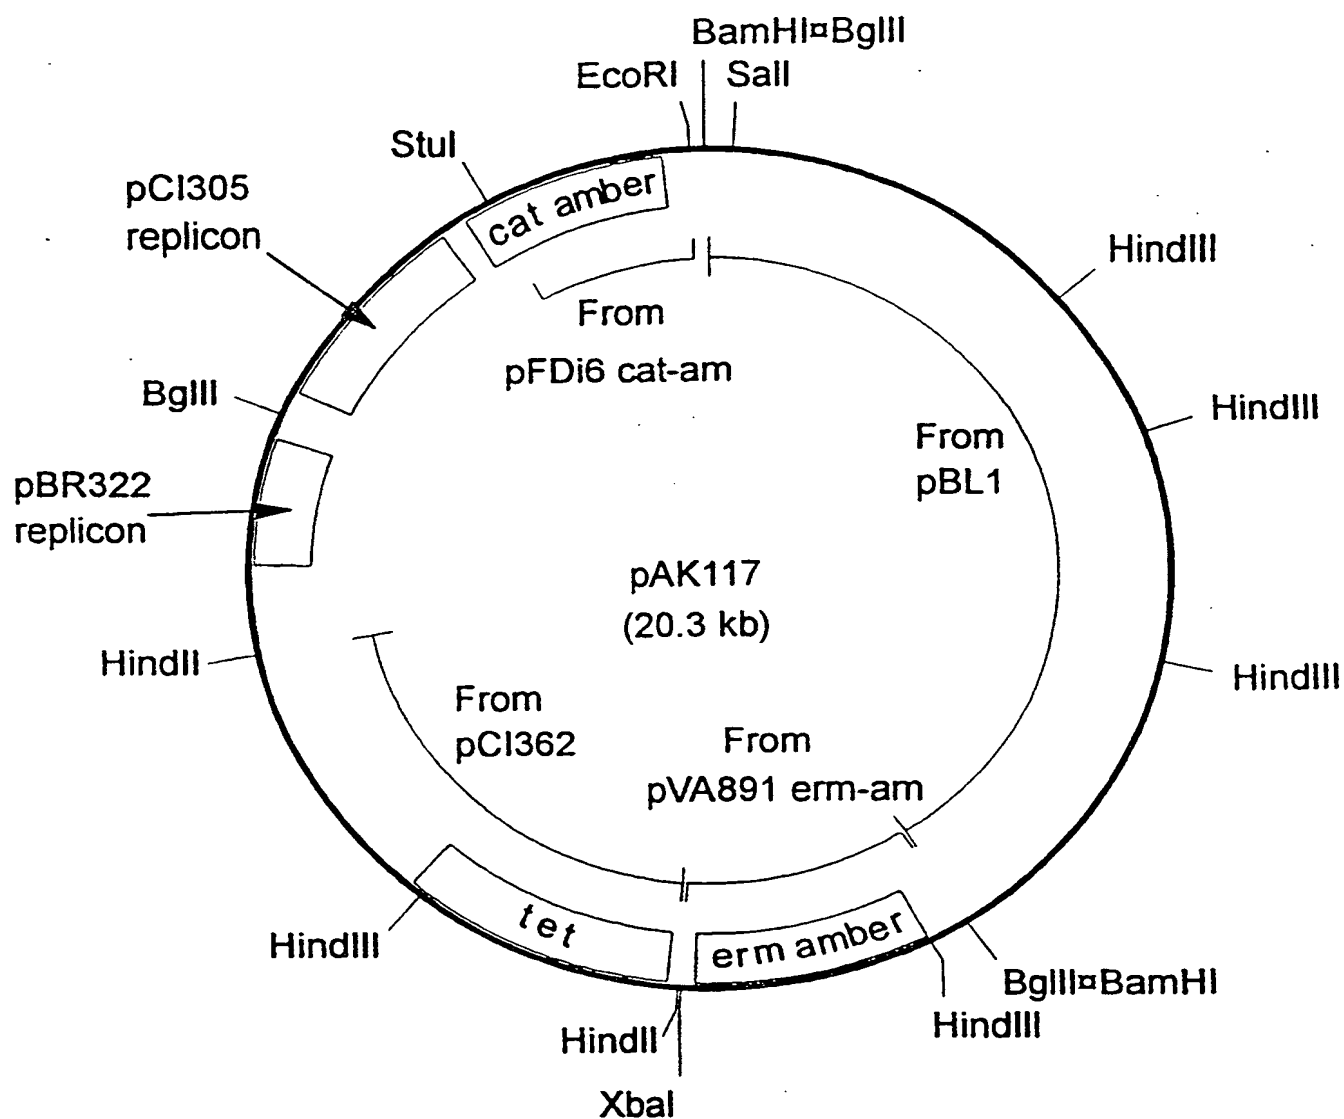 BamHI¤BglII
EcoRI
SalI
StuI
pCI305
replicon
cat amber
HindIII
From
pFDi6 cat-am
BglII
HindIII
From
pBL1
pBR322
replicon
pAK117
(20.3 kb)
HindII
HindIII
From
pCI362
From
pVA891 erm-am
HindIII
tet
erm amber
BglII¤BamHI
HindIII
HindII
XbaI